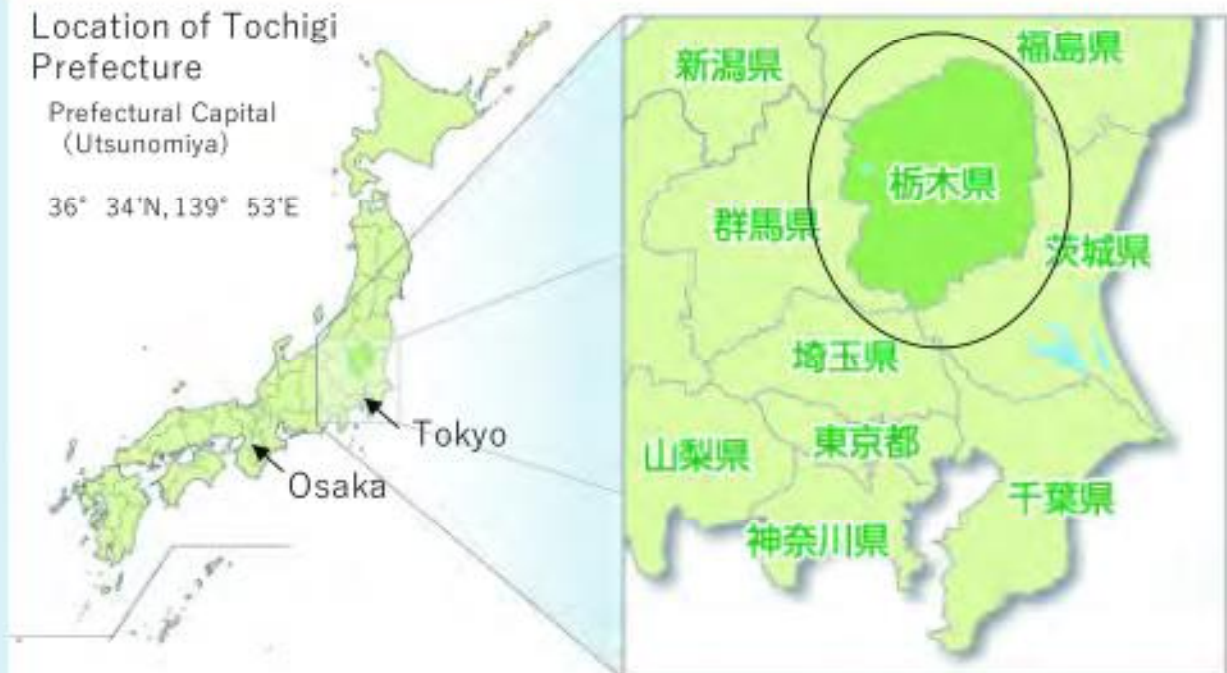 Location of Tochigi
Prefecture
Prefectural Capital
(Utsunomiya)
36° 34'N, 139° 53'E
Tokyo
Osaka
新潟県
福島県
栃木県
群馬県
茨城県
埼玉県
山梨県
東京都
千葉県
神奈川県